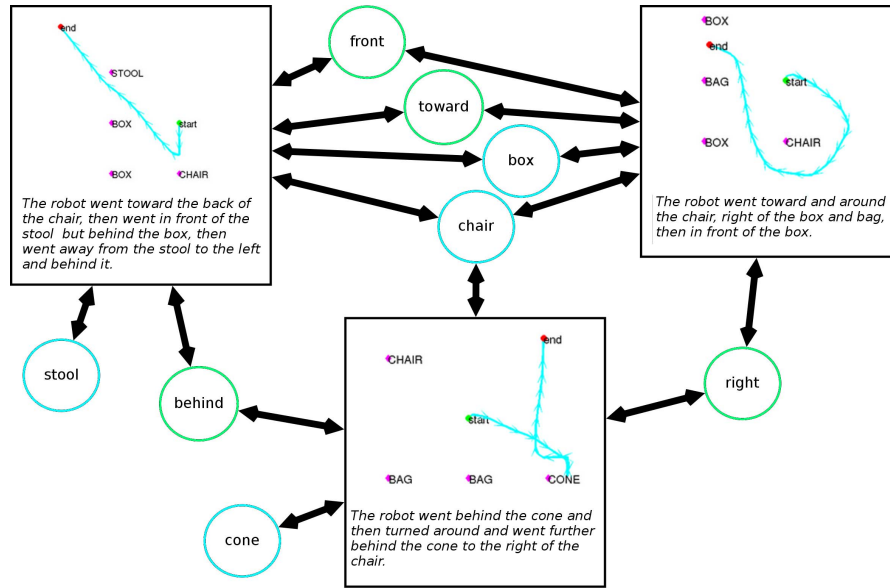 end
STOOL
BOX
start
BOX
CHAIR
The robot went toward the back of
the chair, then went in front of the
stool but behind the box, then
went away from the stool to the left
and behind it.
front
toward
box
chair
BOX
end
BAG
start
BOX
CHAIR
The robot went toward and around
the chair, right of the box and bag,
then in front of the box.
stool
behind
right
cone
end
CHAIR
start
BAG
BAG
CONE
The robot went behind the cone and
then turned around and went further
behind the cone to the right of the
chair.